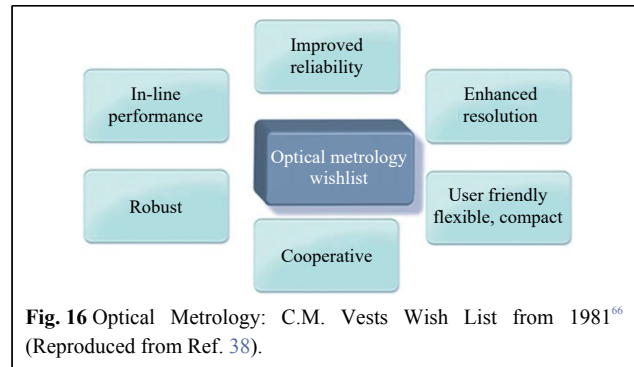 Improved
reliability
In-line
performance
Enhanced
resolution
Optical metrology
wishlist
Robust
User friendly
flexible, compact
Cooperative
Fig. 16 Optical Metrology: C.M. Vests Wish List from 1981⁶⁶
(Reproduced from Ref. 38).